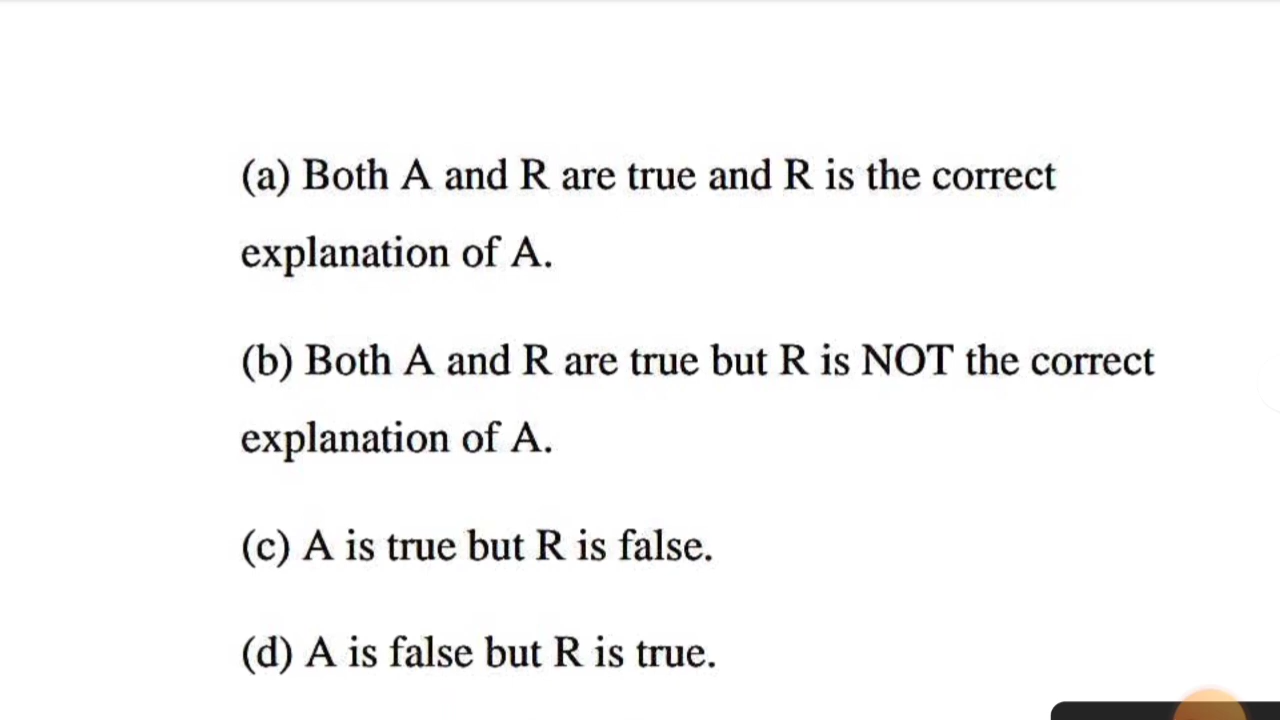 (a) Both A and R are true and R is the correct
explanation of A.
(b) Both A and R are true but R is NOT the correct
explanation of A.
(c) A is true but R is false.
(d) A is false but R is true.